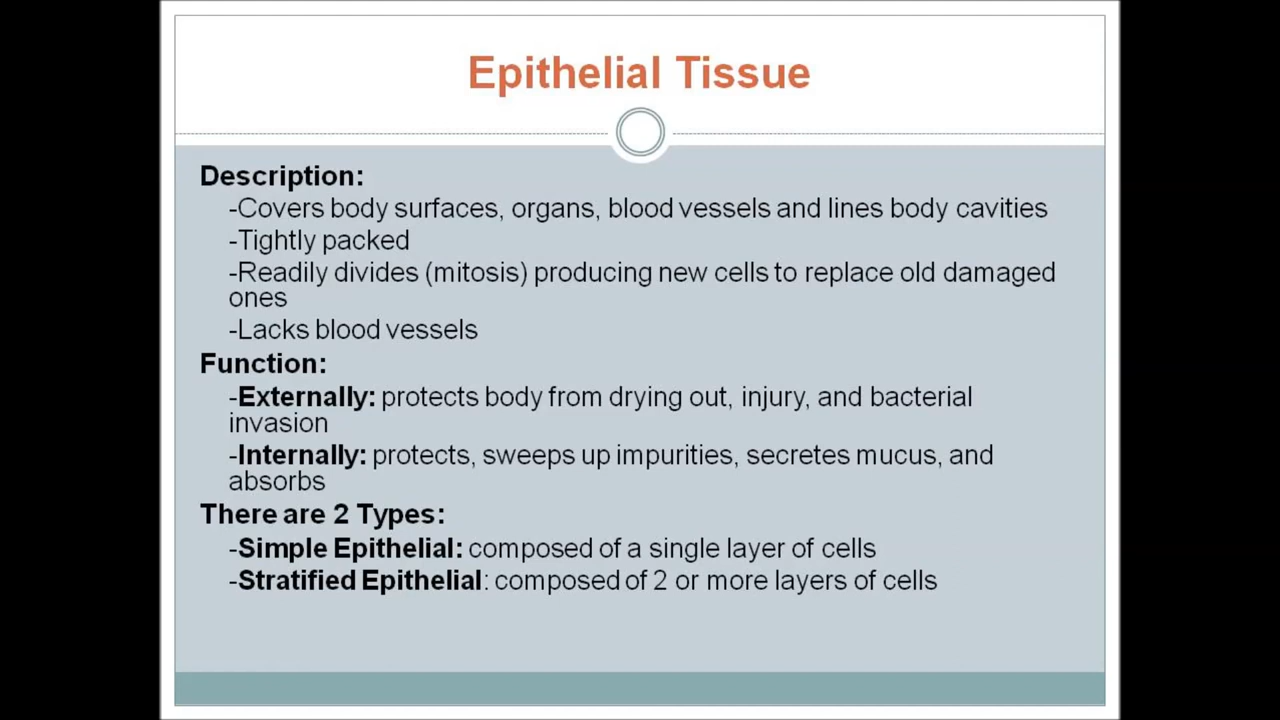 Epithelial Tissue
Description:
-Covers body surfaces, organs, blood vessels and lines body cavities
-Tightly packed
-Readily divides (mitosis) producing new cells to replace old damaged
ones
-Lacks blood vessels
Function:
-Externally: protects body from drying out, injury, and bacterial
invasion
-Internally: protects, sweeps up impurities, secretes mucus, and
absorbs
There are 2 Types:
-Simple Epithelial: composed of a single layer of cells
-Stratified Epithelial: composed of 2 or more layers of cells